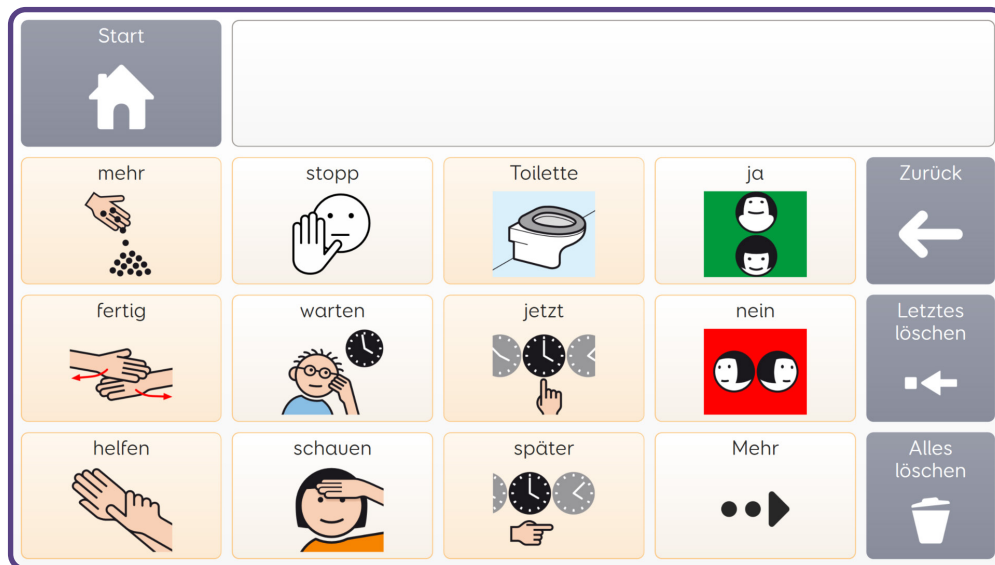 Start
mehr
stopp
Toilette
ja
Zurück
fertig
warten
jetzt
nein
Letztes
löschen
helfen
schauen
später
Mehr
Alles
löschen